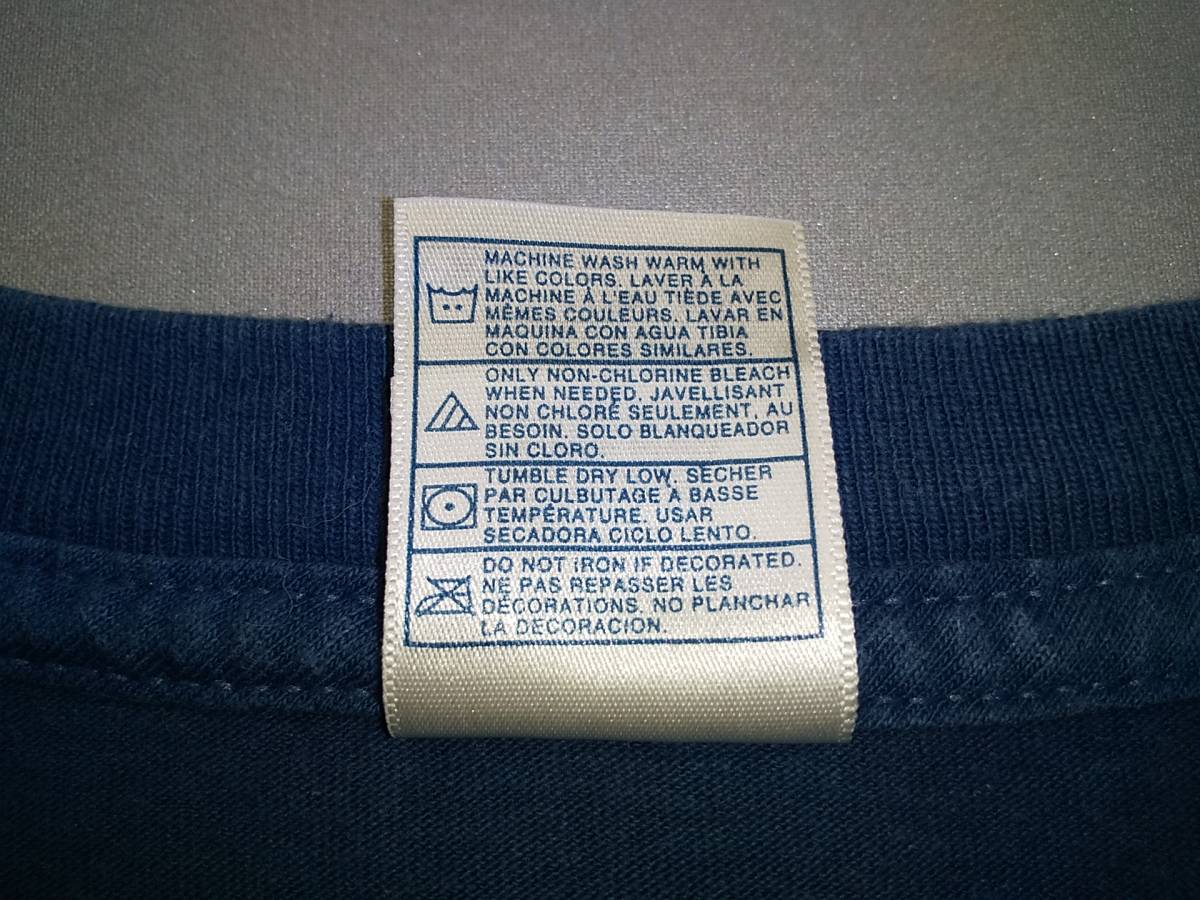 MACHINE WASH WARM WITH
LIKE COLORS. LAVER À LA
MACHINE À L'EAU TIÈDE AVEC
MÊMES COULEURS. LAVAR EN
MAQUINA CON AGUA TIBIA
CON COLORES SIMILARES.
ONLY NON-CHLORINE BLEACH
WHEN NEEDED. JAVELLISANT
NON CHLORÉ SEULEMENT, AU
BESOIN. SOLO BLANQUEADOR
SIN CLORO.
TUMBLE DRY LOW. SÉCHER
PAR CULBUTAGE À BASSE
TEMPÉRATURE. USAR
SECADORA CICLO LENTO.
DO NOT IRON IF DECORATED.
NE PAS REPASSER LES
DÉCORATIONS. NO PLANCHAR
LA DECORACION.